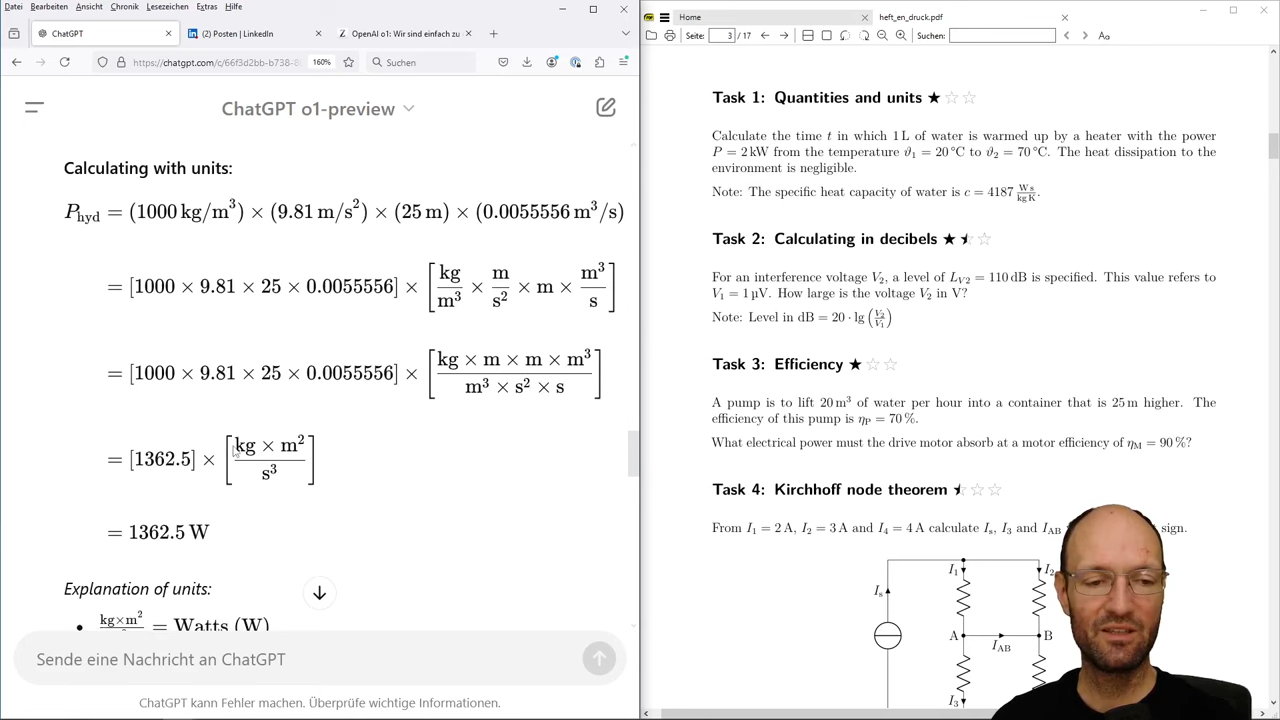 Datei Bearbeiten Ansicht Chronik Lesezeichen Extras Hilfe
ChatGPT
(2) Posten | LinkedIn
OpenAI o1: Wir sind einfach zu
https://chatgpt.com/c/66f3d2bb-b738-8
160%
Suchen
ChatGPT o1-preview
Calculating with units:
P_hyd = (1000 kg/m³) × (9.81 m/s²) × (25 m) × (0.0055556 m³/s)
= [1000 × 9.81 × 25 × 0.0055556] × [kg/m³ × m/s² × m × m³/s]
= [1000 × 9.81 × 25 × 0.0055556] × [kg × m × m × m³ / m³ × s² × s]
= [1362.5] × [kg × m² / s³]
= 1362.5 W
Explanation of units:
• kg×m² = Watts (W)
Sende eine Nachricht an ChatGPT
ChatGPT kann Fehler machen. Überprüfe wichtige Informationen.
Home
heft_en_druck.pdf
Seite: 3 / 17
Suchen:
Aα
Task 1: Quantities and units ★☆☆
Calculate the time t in which 1 L of water is warmed up by a heater with the power
P = 2 kW from the temperature ϑ₁ = 20 °C to ϑ₂ = 70 °C. The heat dissipation to the
environment is negligible.
Note: The specific heat capacity of water is c = 4187 W s / kg K.
Task 2: Calculating in decibels
For an interference voltage V₂, a level of L_V2 = 110 dB is specified. This value refers to
V₁ = 1 µV. How large is the voltage V₂ in V?
Note: Level in dB = 20 · lg (V₂/V₁)
Task 3: Efficiency ★☆☆
A pump is to lift 20 m³ of water per hour into a container that is 25 m higher. The
efficiency of this pump is η_P = 70 %.
What electrical power must the drive motor absorb at a motor efficiency of η_M = 90 %?
Task 4: Kirchhoff node theorem
From I₁ = 2 A, I₂ = 3 A and I₄ = 4 A calculate I_s, I₃ and I_AB sign.
I₁
I₂
I_s
A
B
I_AB
I₃